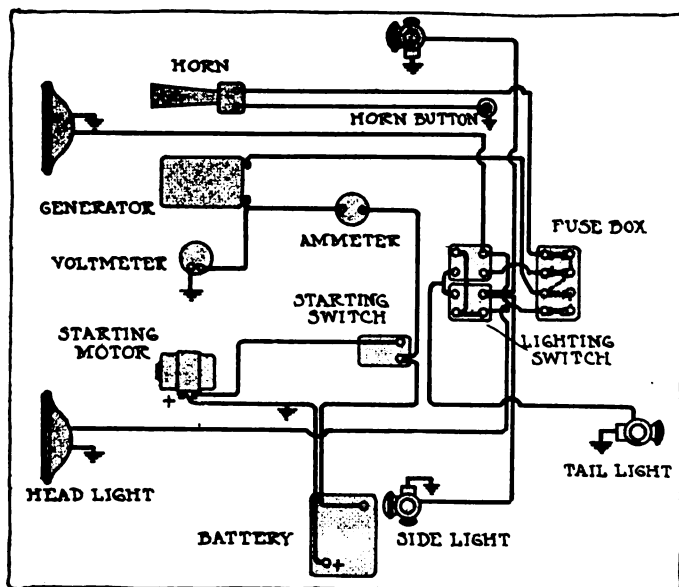 HORN
HORN BUTTON
GENERATOR
AMMETER
FUSE BOX
VOLTMETER
STARTING
SWITCH
STARTING
MOTOR
LIGHTING
SWITCH
+
TAIL LIGHT
HEAD LIGHT
BATTERY
+
SIDE LIGHT